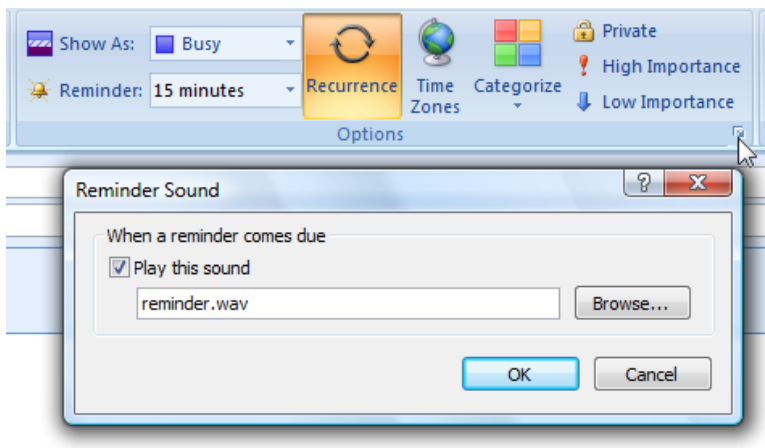 Show As: Busy
Reminder: 15 minutes
Recurrence
Time Zones
Categorize
Private
High Importance
Low Importance
Options
Reminder Sound
When a reminder comes due
Play this sound
reminder.wav
Browse...
OK
Cancel